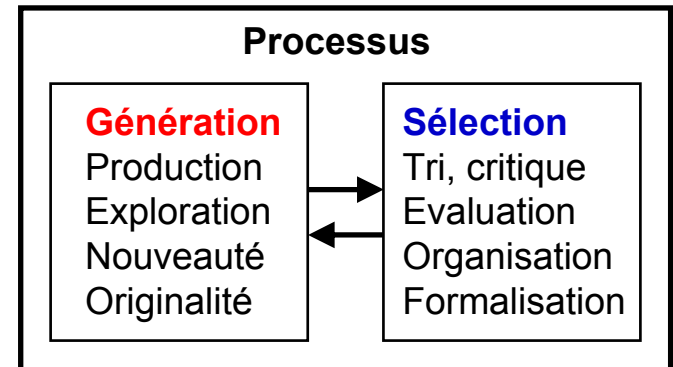 Processus
Génération
Production
Exploration
Nouveauté
Originalité
Sélection
Tri, critique
Evaluation
Organisation
Formalisation